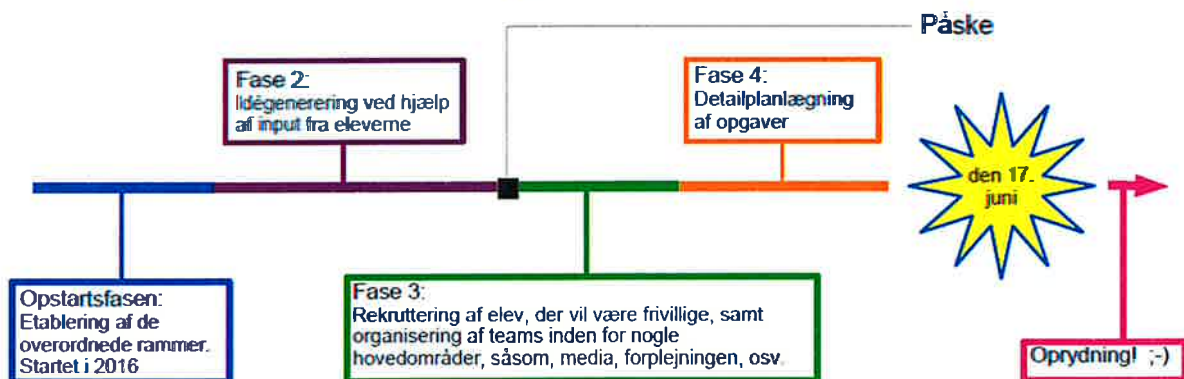 Påske
Fase 2:
Idégenerering ved hjælp
af input fra eleverne
Fase 4:
Detailplanlægning
af opgaver
den 17.
juni
Opstartsfasen:
Etablering af de
overordnede rammer.
Startet i 2016
Fase 3:
Rekruttering af elev, der vil være frivillige, samt
organisering af teams inden for nogle
hovedområder, såsom, media, forplejningen, osv.
Oprydning! ;-)